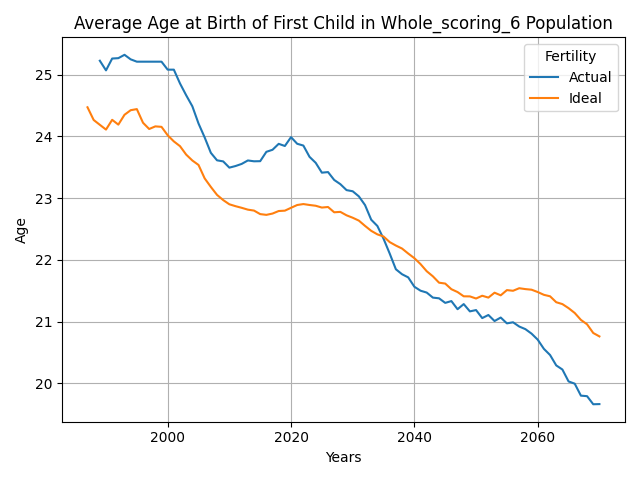 Average Age at Birth of First Child in Whole_scoring_6 Population
Fertility
Actual
Ideal
Age
25
24
23
22
21
20
2000
2020
2040
2060
Years